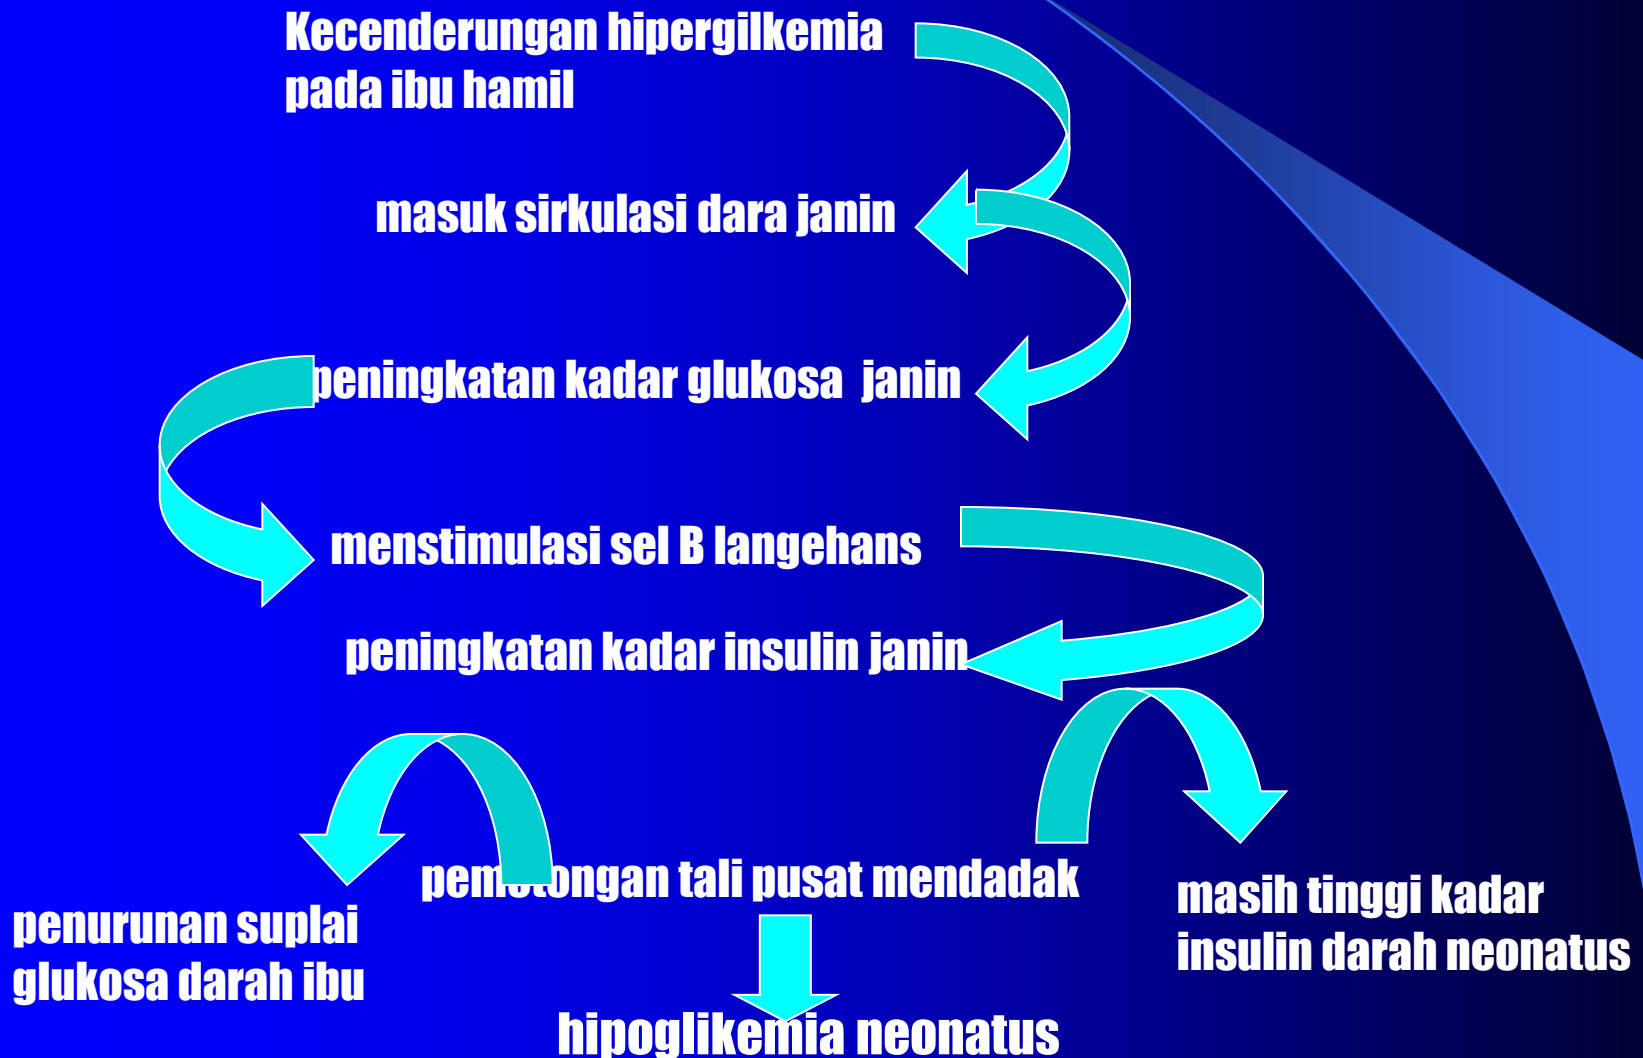 Kecenderungan hipergilkemia
pada ibu hamil
masuk sirkulasi dara janin
peningkatan kadar glukosa janin
menstimulasi sel B langehans
peningkatan kadar insulin janin
pemotongan tali pusat mendadak
penurunan suplai
glukosa darah ibu
masih tinggi kadar
insulin darah neonatus
hipoglikemia neonatus